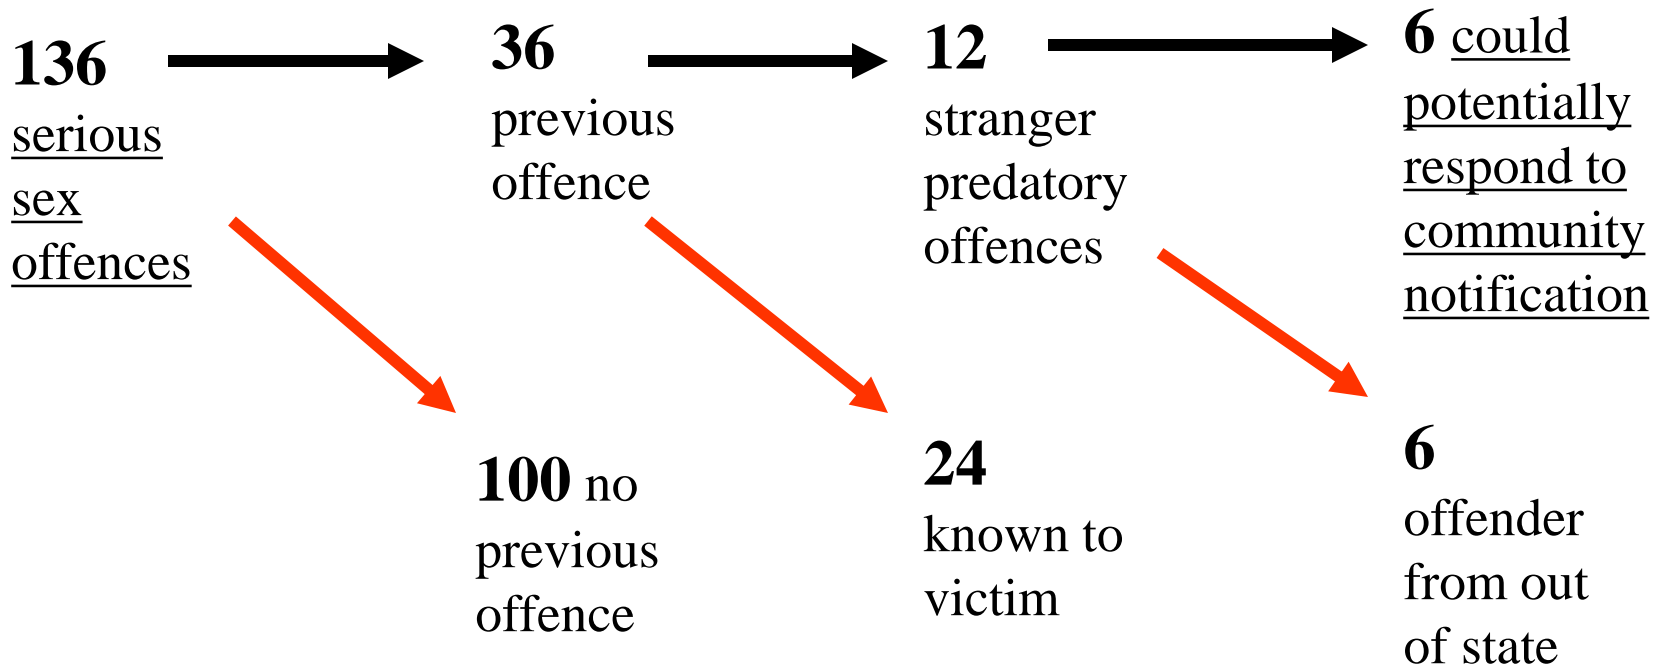 136
serious
sex
offences
36
previous
offence
12
stranger
predatory
offences
6 could
potentially
respond to
community
notification
100 no
previous
offence
24
known to
victim
6
offender
from out
of state